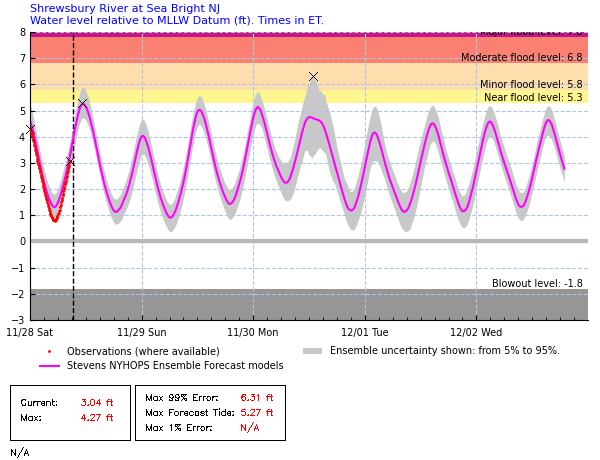 Shrewsbury River at Sea Bright NJ
Water level relative to MLLW Datum (ft). Times in ET.
8
Major flood level: 7.8
7
Moderate flood level: 6.8
6
Minor flood level: 5.8
Near flood level: 5.3
5
4
3
2
1
0
−1
Blowout level: -1.8
−2
−3
11/28 Sat 11/29 Sun 11/30 Mon 12/01 Tue 12/02 Wed
Observations (where available) Ensemble uncertainty shown: from 5% to 95%.
Stevens NYHOPS Ensemble Forecast models
Current: 3.04 ft
Max: 4.27 ft
Max 99% Error: 6.31 ft
Max Forecast Tide: 5.27 ft
Max 1% Error: N/A
N/A